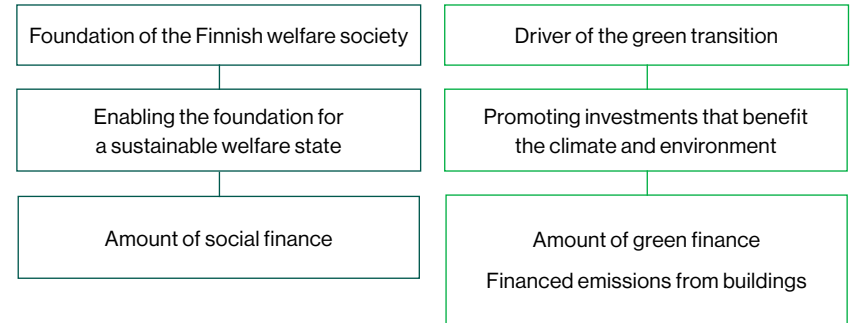 Foundation of the Finnish welfare society
Enabling the foundation for
a sustainable welfare state
Amount of social finance
Driver of the green transition
Promoting investments that benefit
the climate and environment
Amount of green finance
Financed emissions from buildings